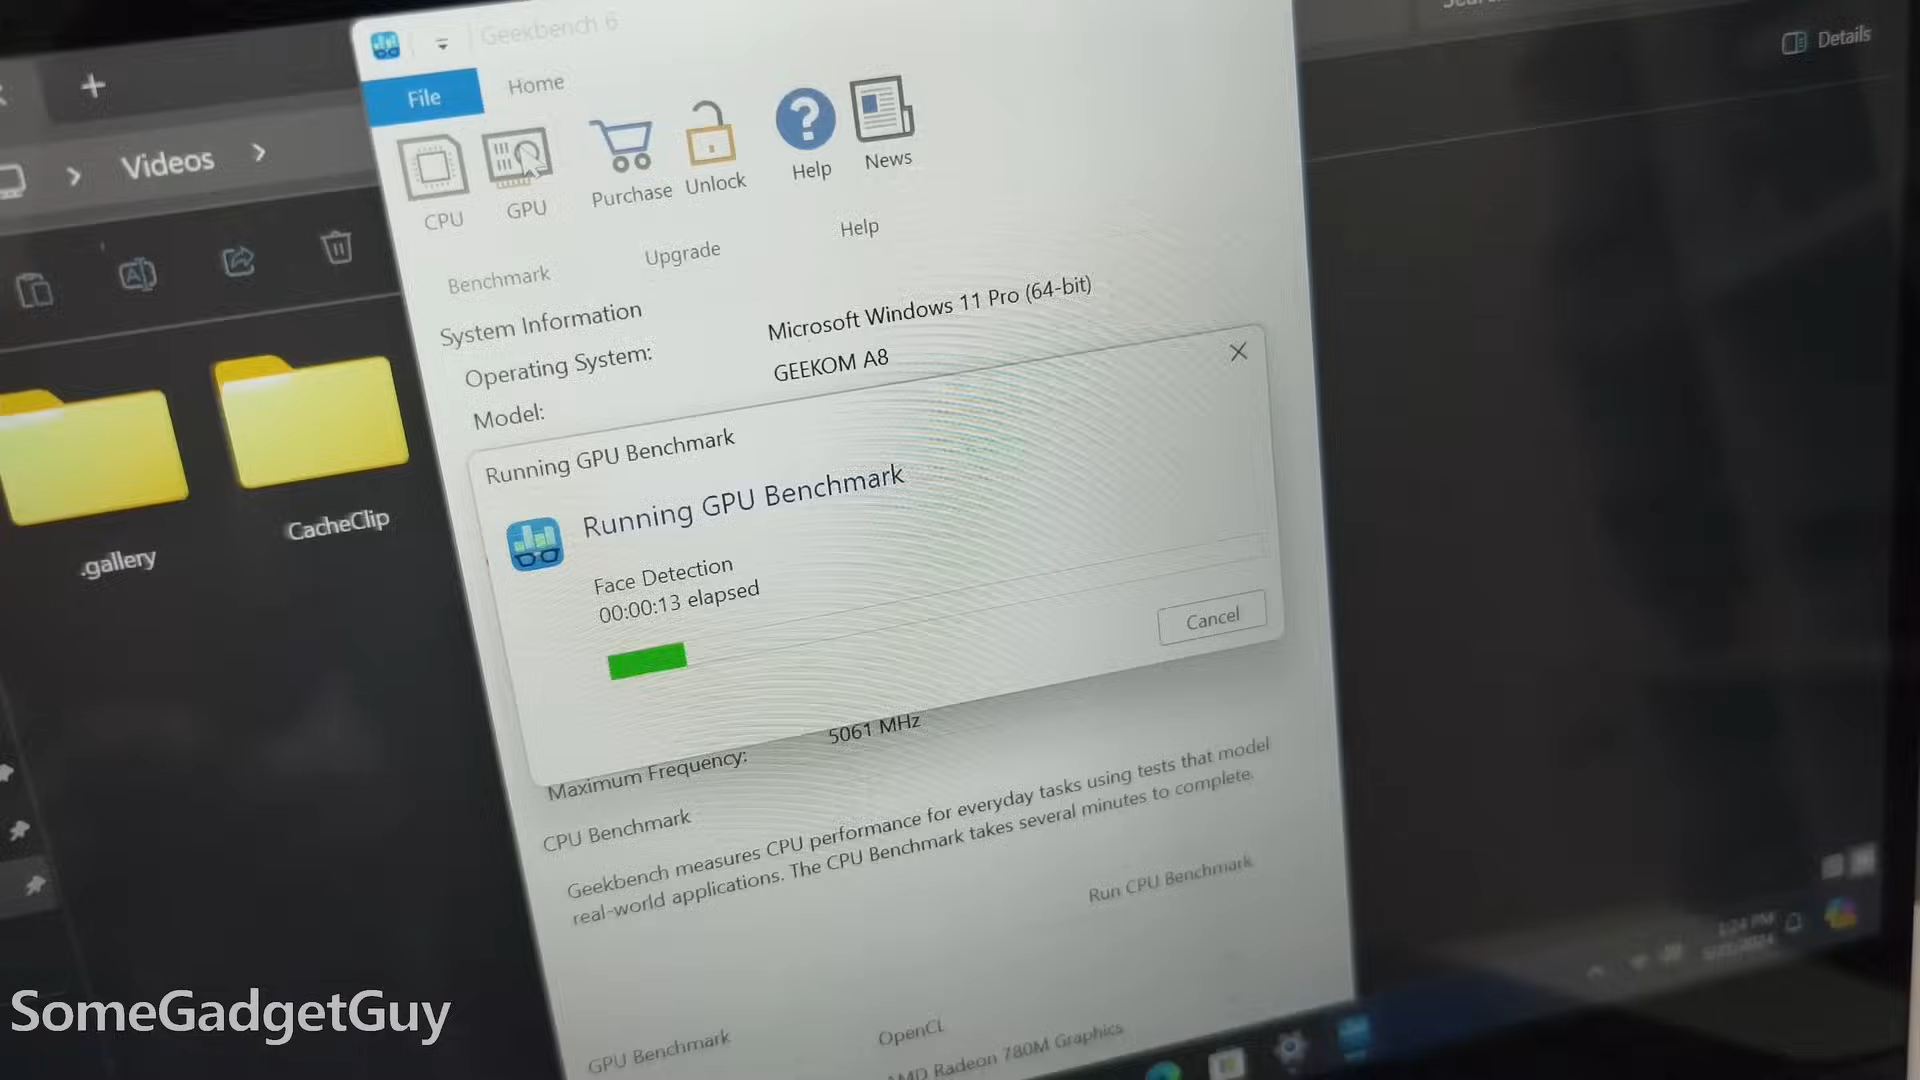 Geekbench 6
Details
File
Home
Videos
CPU
GPU
Purchase
Unlock
Help
News
Benchmark
Upgrade
Help
System Information
Operating System:
Microsoft Windows 11 Pro (64-bit)
Model:
GEEKOM A8
Running GPU Benchmark
Running GPU Benchmark
Face Detection
00:00:13 elapsed
Cancel
.gallery
CacheClip
Maximum Frequency:
5061 MHz
CPU Benchmark
Geekbench measures CPU performance for everyday tasks using tests that model
real-world applications. The CPU Benchmark takes several minutes to complete.
Run CPU Benchmark
1:24 PM
GPU Benchmark
OpenCL
AMD Radeon 780M Graphics
SomeGadgetGuy